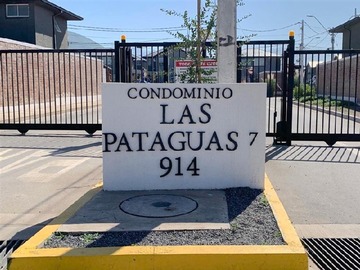 CONDOMINIO
LAS
PATAGUAS 7
914